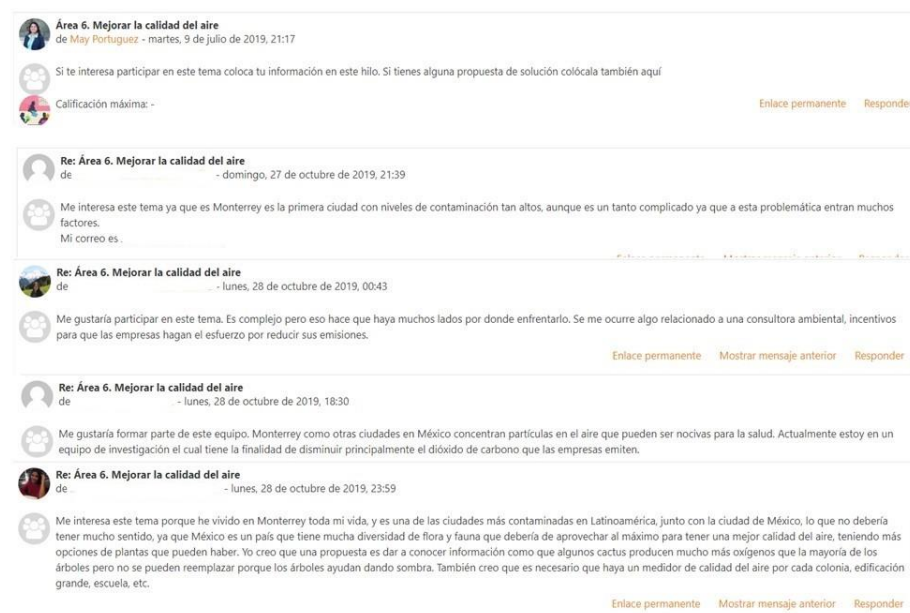 Área 6. Mejorar la calidad del aire
de May Portuguez - martes, 9 de julio de 2019, 21:17
Si te interesa participar en este tema coloca tu información en este hilo. Si tienes alguna propuesta de solución colócala también aquí
Calificación máxima: -
Enlace permanente Responder
Re: Área 6. Mejorar la calidad del aire
de - domingo, 27 de octubre de 2019, 21:39
Me interesa este tema ya que es Monterrey es la primera ciudad con niveles de contaminación tan altos, aunque es un tanto complicado ya que a esta problemática entran muchos
factores.
Mi correo es .
Re: Área 6. Mejorar la calidad del aire
de - lunes, 28 de octubre de 2019, 00:43
Me gustaría participar en este tema. Es complejo pero eso hace que haya muchos lados por donde enfrentarlo. Se me ocurre algo relacionado a una consultora ambiental, incentivos
para que las empresas hagan el esfuerzo por reducir sus emisiones.
Enlace permanente Mostrar mensaje anterior Responder
Re: Área 6. Mejorar la calidad del aire
de - lunes, 28 de octubre de 2019, 18:30
Me gustaría formar parte de este equipo. Monterrey como otras ciudades en México concentran partículas en el aire que pueden ser nocivas para la salud. Actualmente estoy en un
equipo de investigación el cual tiene la finalidad de disminuir principalmente el dióxido de carbono que las empresas emiten.
Re: Área 6. Mejorar la calidad del aire
de - lunes, 28 de octubre de 2019, 23:59
Me interesa este tema porque he vivido en Monterrey toda mi vida, y es una de las ciudades más contaminadas en Latinoamérica, junto con la ciudad de México, lo que no debería
tener mucho sentido, ya que México es un país que tiene mucha diversidad de flora y fauna que debería de aprovechar al máximo para tener una mejor calidad del aire, teniendo más
opciones de plantas que pueden haber. Yo creo que una propuesta es dar a conocer información como que algunos cactus producen mucho más oxígenos que la mayoría de los
árboles pero no se pueden reemplazar porque los árboles ayudan dando sombra. También creo que es necesario que haya un medidor de calidad del aire por cada colonia, edificación
grande, escuela, etc.
Enlace permanente Mostrar mensaje anterior Responder